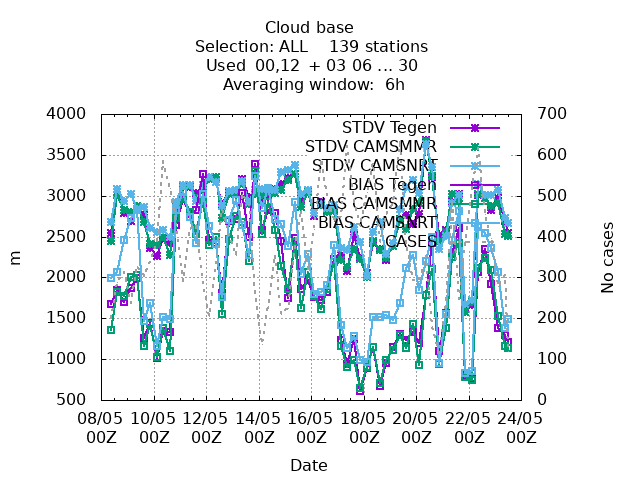 Cloud base
Selection: ALL 139 stations
Used 00,12 + 03 06 ... 30
Averaging window: 6h
4000
3500
3000
2500
2000
1500
1000
500
m
700
600
500
400
300
200
100
0
No cases
STDV Tegen
STDV CAMSMMR
STDV CAMSNRT
BIAS Tegen
BIAS CAMSMMR
BIAS CAMSNRT
CASES
08/05 10/05 12/05 14/05 16/05 18/05 20/05 22/05 24/05
00Z 00Z 00Z 00Z 00Z 00Z 00Z 00Z 00Z
Date